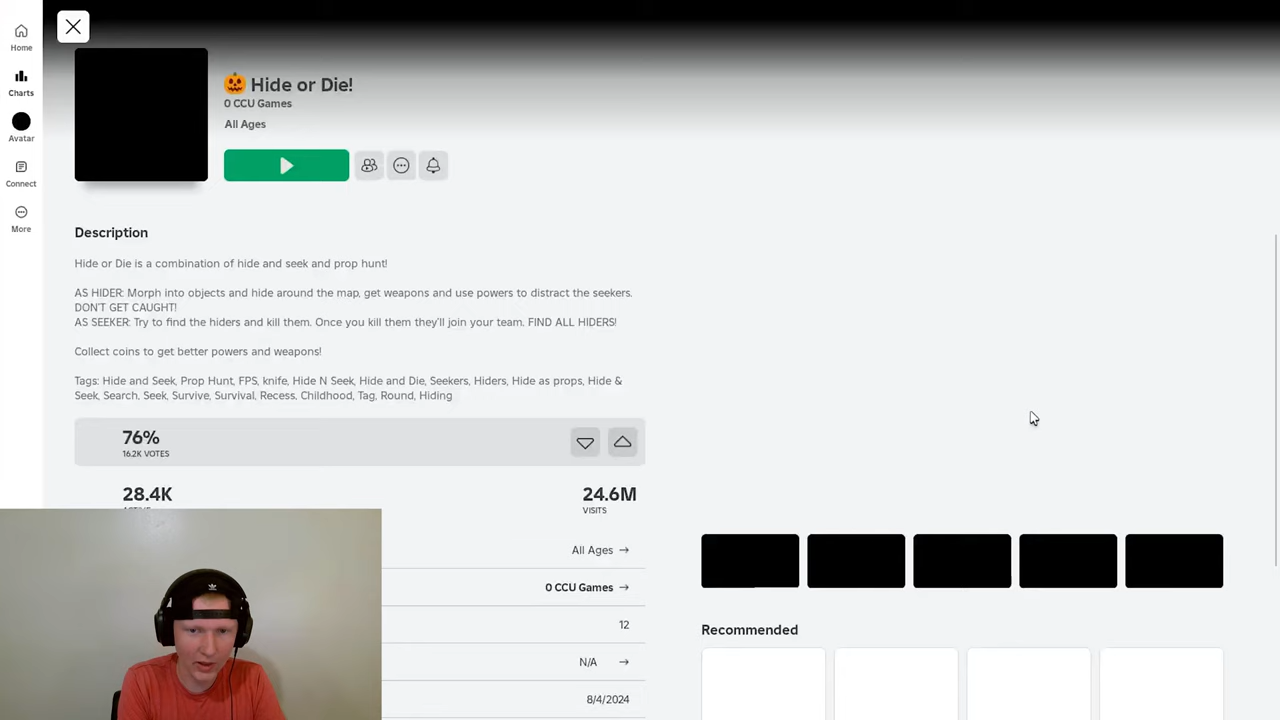 Home
Charts
Avatar
Connect
More
🎃 Hide or Die!
0 CCU Games
All Ages
Description
Hide or Die is a combination of hide and seek and prop hunt!
AS HIDER: Morph into objects and hide around the map, get weapons and use powers to distract the seekers.
DON'T GET CAUGHT!
AS SEEKER: Try to find the hiders and kill them. Once you kill them they'll join your team. FIND ALL HIDERS!
Collect coins to get better powers and weapons!
Tags: Hide and Seek, Prop Hunt, FPS, knife, Hide N Seek, Hide and Die, Seekers, Hiders, Hide as props, Hide &
Seek, Search, Seek, Survive, Survival, Recess, Childhood, Tag, Round, Hiding
76%
16.2K VOTES
28.4K
24.6M
VISITS
All Ages
0 CCU Games
12
N/A
8/4/2024
Recommended